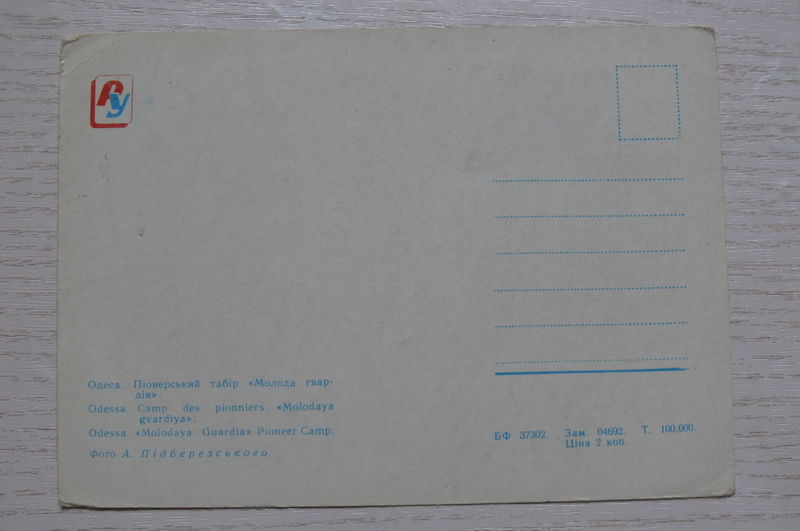 РУ
Одеса. Піонерський табір «Молода гвар-
дія».
Odessa. Camp des pionniers «Molodaya
gvardiya».
Odessa. «Molodaya Guardia» Pioneer Camp.
Фото А. Підберезського
БФ 37302. Зам. 04692. Т. 100.000.
Ціна 2 коп.